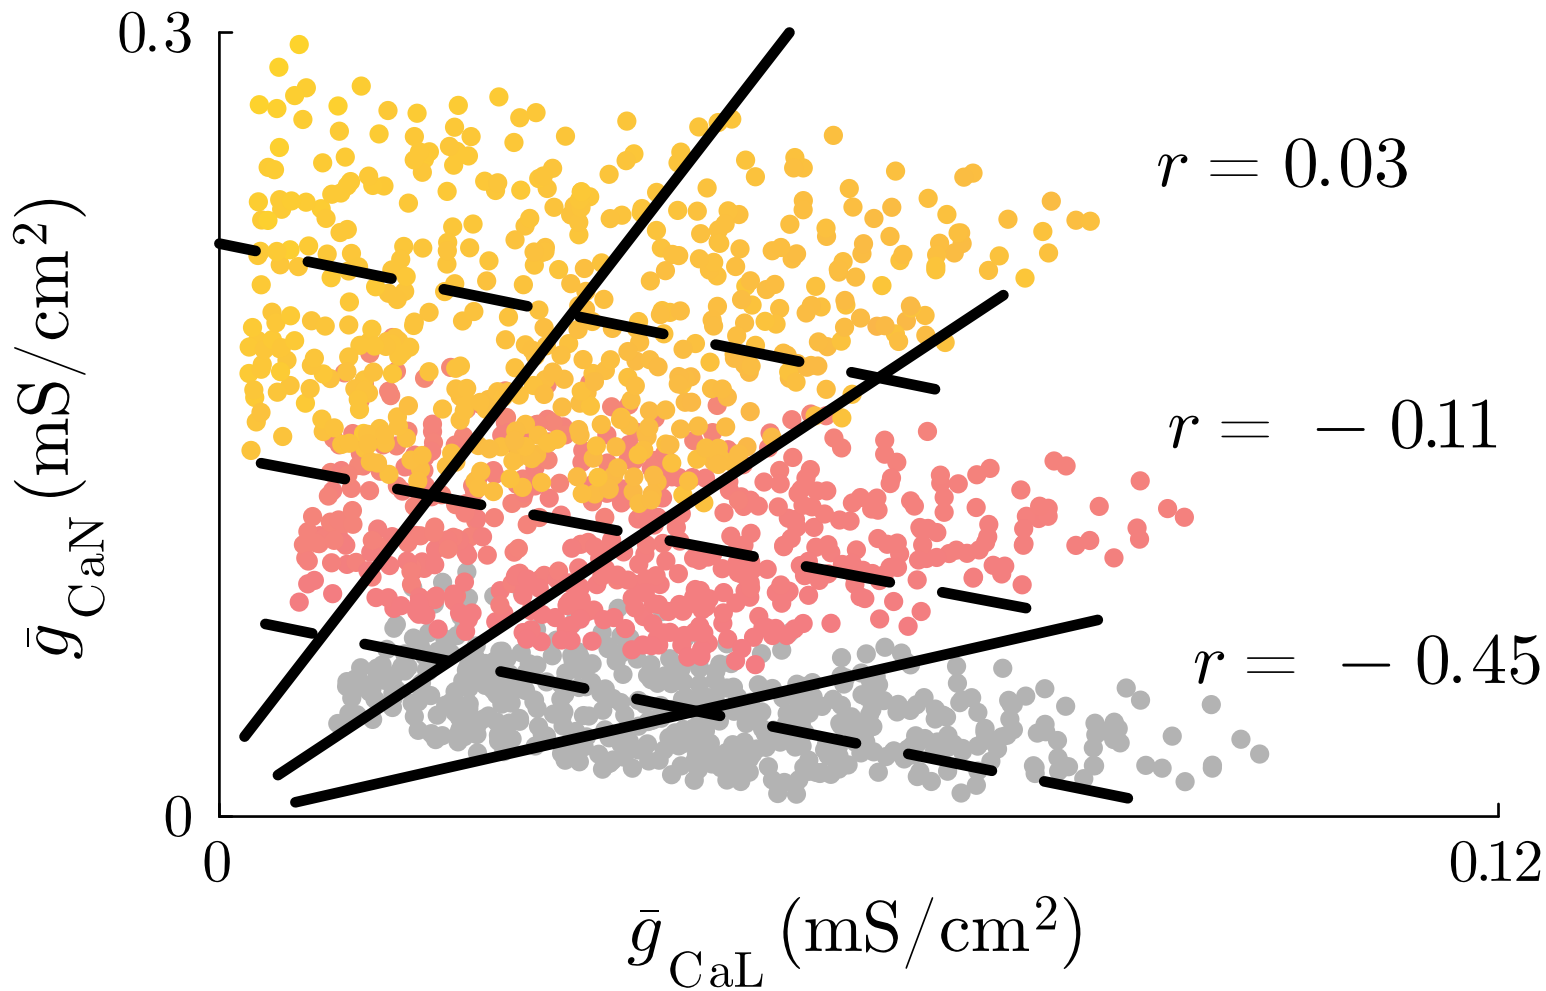 0.3
r = 0.03
r = − 0.11
r = − 0.45
ḡCaN (mS/cm²)
0
0
0.12
ḡCaL (mS/cm²)